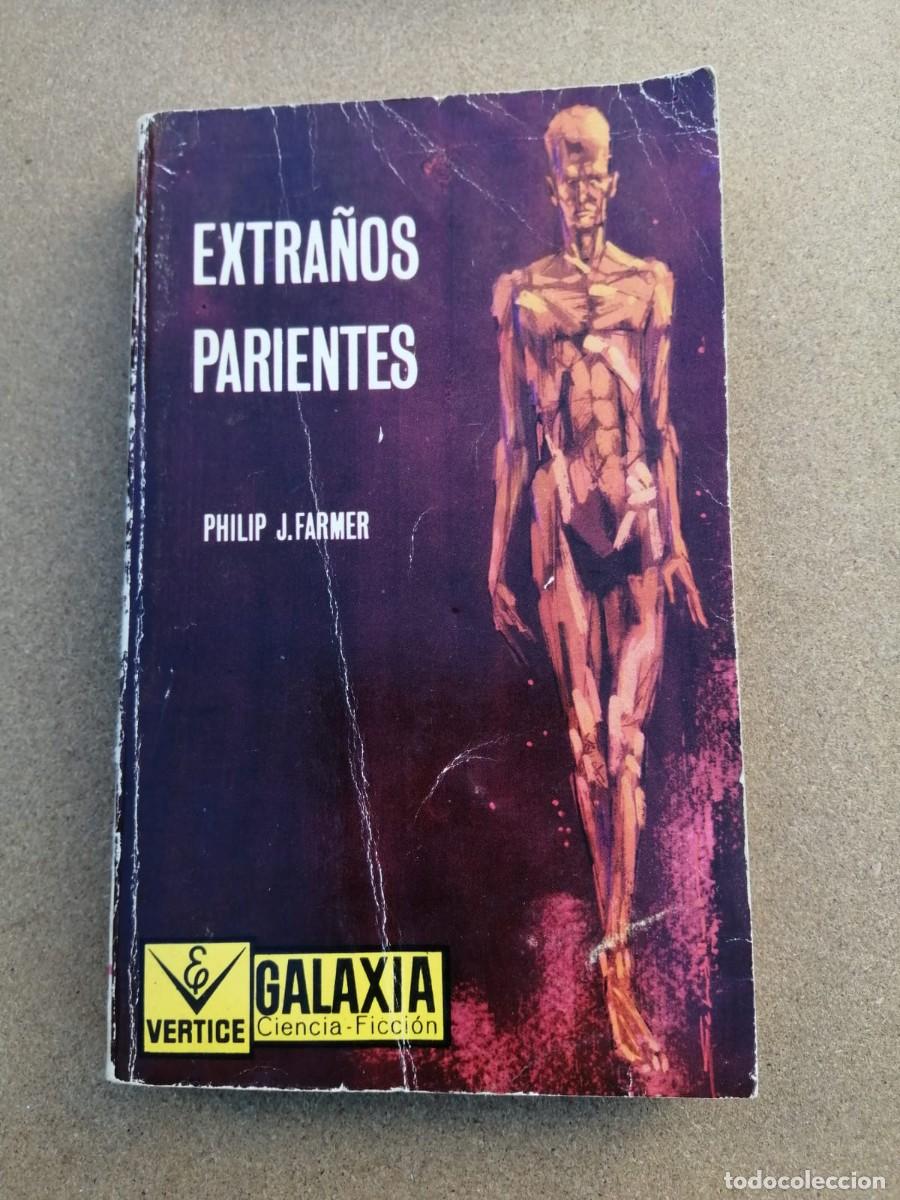 EXTRAÑOS
PARIENTES
PHILIP J. FARMER
VERTICE
GALAXIA
Ciencia-Ficción
todocoleccion